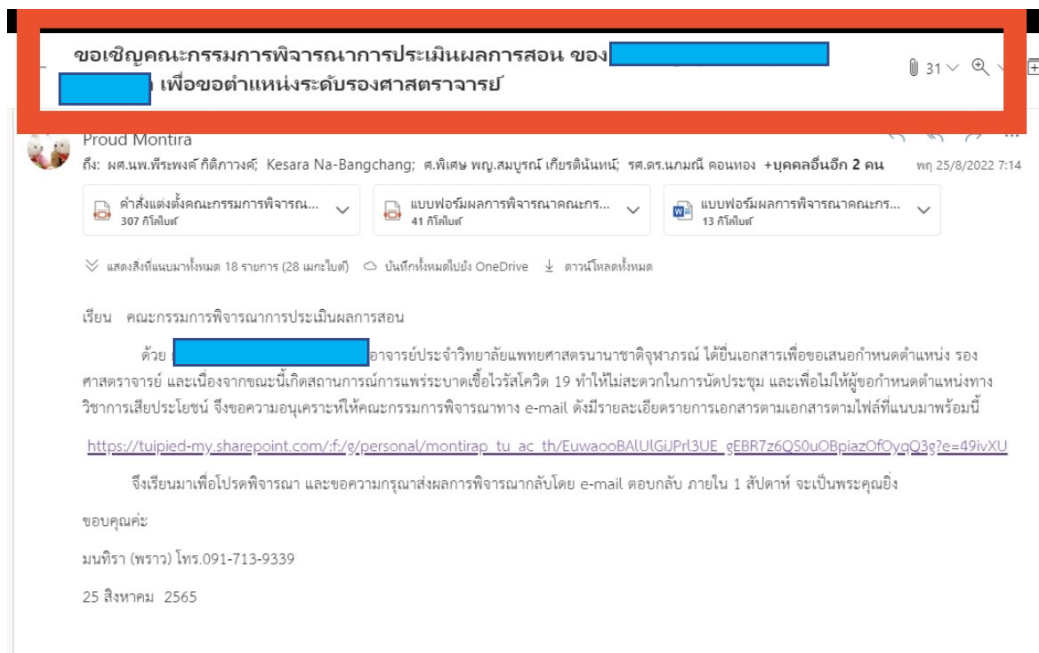 ขอเชิญคณะกรรมการพิจารณาการประเมินผลการสอน ของ
เพื่อขอตำแหน่งระดับรองศาสตราจารย์
31
Proud Montira
ถึง: ผศ.นพ.พีระพงค์ กิติภาวงค์; Kesara Na-Bangchang; ศ.พิเศษ พญ.สมบูรณ์ เกียรตินันทน์; รศ.ดร.นภมณี ดอนทอง +บุคคลอื่นอีก 2 คน
พฤ 25/8/2022 7:14
คำสั่งแต่งตั้งคณะกรรมการพิจารณ... แบบฟอร์มผลการพิจารณาคณะกร... แบบฟอร์มผลการพิจารณาคณะกร...
307 กิโลไบต์ 41 กิโลไบต์ 13 กิโลไบต์
แสดงสิ่งที่แนบมาทั้งหมด 18 รายการ (28 เมกะไบต์) บันทึกทั้งหมดไปยัง OneDrive ดาวน์โหลดทั้งหมด
เรียน คณะกรรมการพิจารณาการประเมินผลการสอน
ด้วย อาจารย์ประจำวิทยาลัยแพทยศาสตรนานาชาติจุฬาภรณ์ ได้ยื่นเอกสารเพื่อขอเสนอกำหนดตำแหน่ง รอง
ศาสตราจารย์ และเนื่องจากขณะนี้เกิดสถานการณ์การแพร่ระบาดเชื้อไวรัสโควิด 19 ทำให้ไม่สะดวกในการนัดประชุม และเพื่อไม่ให้ผู้ขอกำหนดตำแหน่งทาง
วิชาการเสียประโยชน์ จึงขอความอนุเคราะห์ให้คณะกรรมการพิจารณาทาง e-mail ดังมีรายละเอียดรายการเอกสารตามเอกสารตามไฟล์ที่แนบมาพร้อมนี้
https://tuipied-my.sharepoint.com/:f:/g/personal/montirap_tu_ac_th/EuwaooBAlUlGiJPrl3UE_gEBR7z6QS0uOBpiazOfOyqQ3g?e=49ivXU
จึงเรียนมาเพื่อโปรดพิจารณา และขอความกรุณาส่งผลการพิจารณากลับโดย e-mail ตอบกลับ ภายใน 1 สัปดาห์ จะเป็นพระคุณยิ่ง
ขอบคุณค่ะ
มนทิรา (พราว) โทร.091-713-9339
25 สิงหาคม 2565